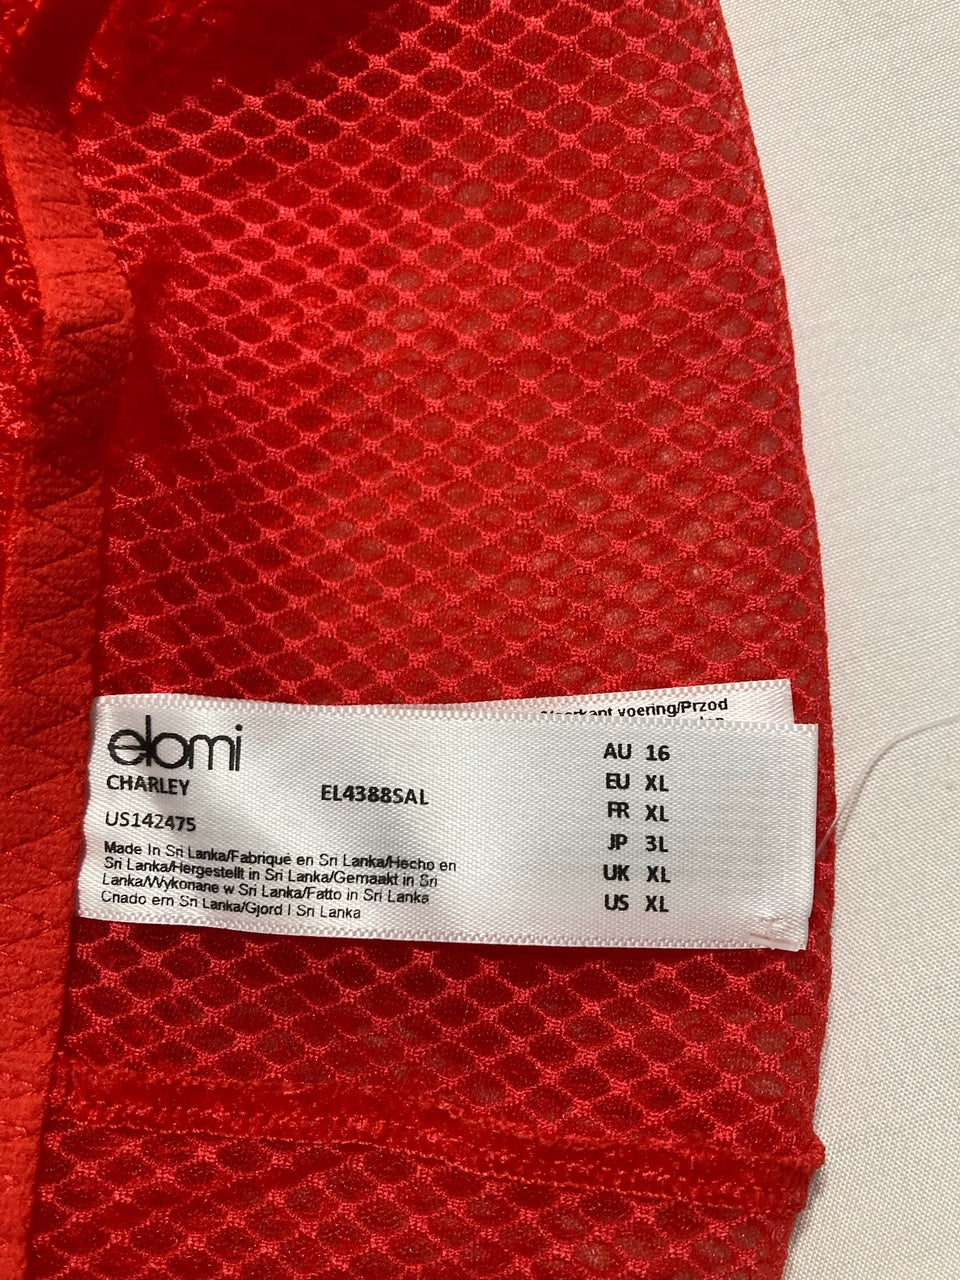 voering/Przod
elomi
CHARLEY
EL4388SAL
US142475
Made In Sri Lanka/Fabriqué en Sri Lanka/Hecho en
Sri Lanka/Hergestellt in Sri Lanka/Gemaakt in Sri
Lanka/Wykonane w Sri Lanka/Fatto in Sri Lanka
Criado em Sri Lanka/Gjord I Sri Lanka
AU 16
EU XL
FR XL
JP 3L
UK XL
US XL